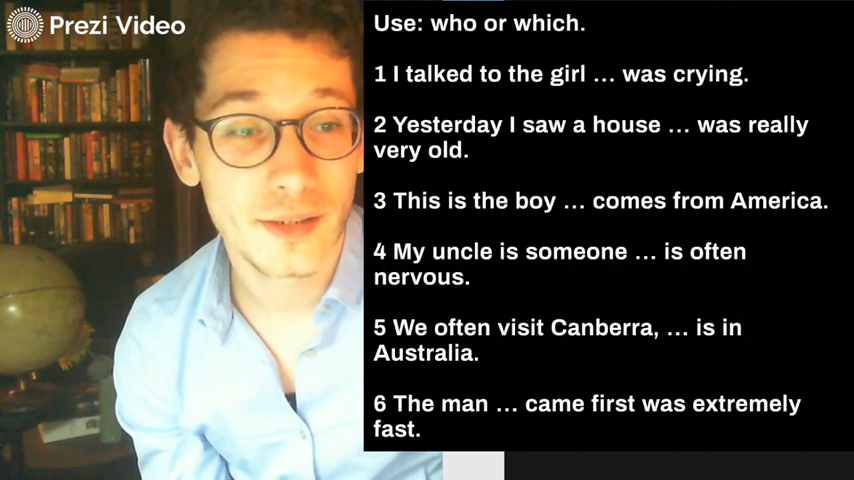 Prezi Video
Use: who or which.
1 I talked to the girl ... was crying.
2 Yesterday I saw a house ... was really
very old.
3 This is the boy ... comes from America.
4 My uncle is someone ... is often
nervous.
5 We often visit Canberra, ... is in
Australia.
6 The man ... came first was extremely
fast.